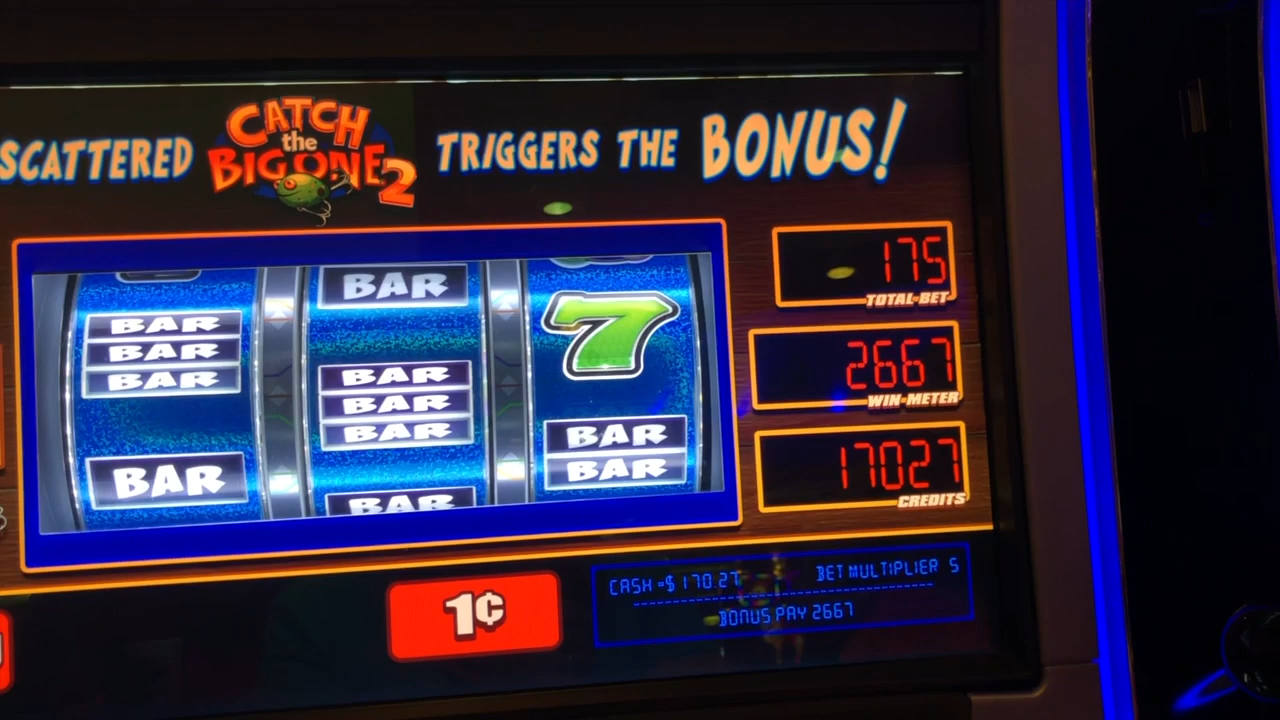 SCATTERED
CATCH
the
BIG ONE 2
TRIGGERS THE BONUS!
BAR
BAR
BAR
BAR
BAR
BAR
BAR
BAR
BAR
7
BAR
BAR
175
TOTAL BET
2667
WIN METER
17027
CREDITS
1¢
CASH =$ 170.27 BET MULTIPLIER 5
BONUS PAY 2667